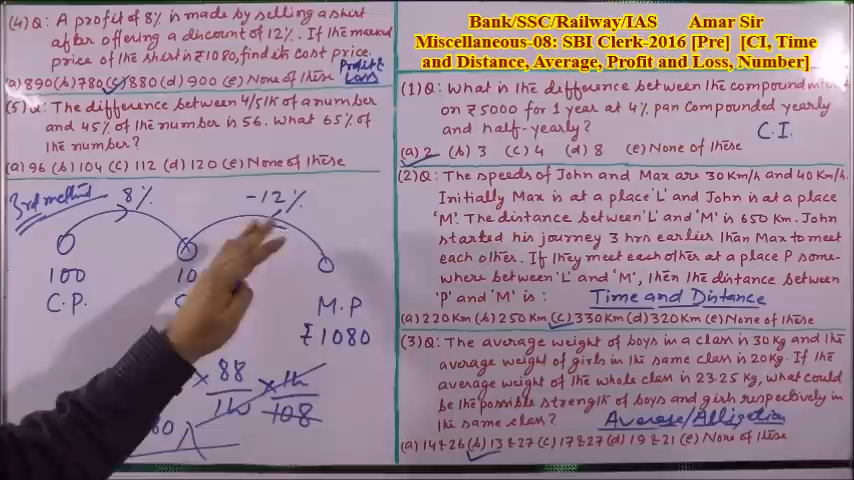 (4)Q: A profit of 8% is made by selling a shirt
after offering a discount of 12%. If the marked
price of the shirt is ₹1080, find its cost price.
(a) 890 (b) 780 (c) 880 (d) 900 (e) None of these
Profit &
Loss
(5)Q: The difference between 4/5th of a number
and 45% of the number is 56. What 65% of
the number?
(a) 96 (b) 104 (c) 112 (d) 120 (e) None of these
3rd method
8%
-12%
100
C.P.
10
M.P
₹1080
× 88
× 
108
Bank/SSC/Railway/IAS Amar Sir
Miscellaneous-08: SBI Clerk-2016 [Pre] [CI, Time
and Distance, Average, Profit and Loss, Number]
(1)Q: What is the difference between the compound
on ₹5000 for 1 year at 4% pan compounded yearly
and half-yearly?
C.I.
(a) 2 (b) 3 (c) 4 (d) 8 (e) None of these
(2)Q: The speeds of John and Max are 30 Km/h and 40 Km/h.
Initially Max is at a place 'L' and John is at a place
'M'. The distance between 'L' and 'M' is 650 Km. John
started his journey 3 hrs earlier than Max to meet
each other. If they meet each other at a place P some-
where between 'L' and 'M', then the distance between
'P' and 'M' is: Time and Distance
(a) 220 Km (b) 250 Km (c) 330 Km (d) 320 Km (e) None of these
(3)Q: The average weight of boys in a class is 30 Kg and the
average weight of girls in the same class is 20 Kg. If the
average weight of the whole class is 23.25 Kg, what could
be the possible strength of boys and girls respectively in
the same class? Average/Alligation
(a) 14 & 26 (b) 13 & 27 (c) 17 & 27 (d) 19 & 21 (e) None of these